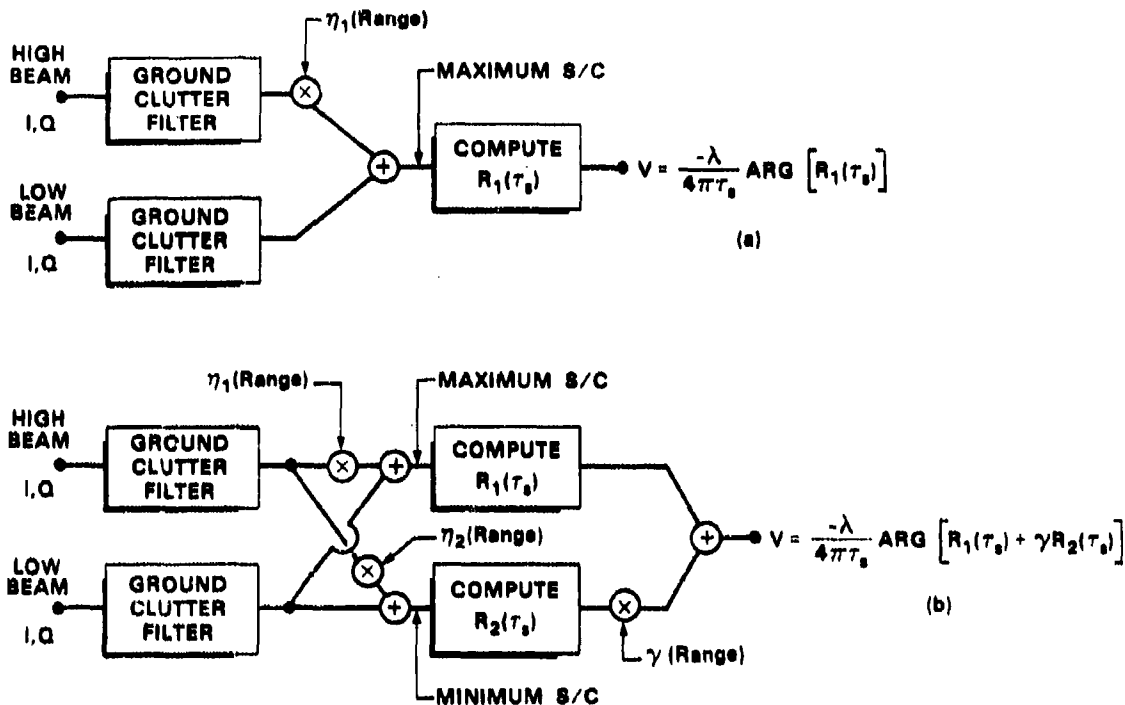 η₁(Range)
HIGH
BEAM
I,Q
GROUND
CLUTTER
FILTER
×
MAXIMUM S/C
+
COMPUTE
R₁(τₛ)
V = -λ/4πτₛ ARG [R₁(τₛ)]
LOW
BEAM
I,Q
GROUND
CLUTTER
FILTER
(a)
η₁(Range)
MAXIMUM S/C
HIGH
BEAM
I,Q
GROUND
CLUTTER
FILTER
×
+
COMPUTE
R₁(τₛ)
η₂(Range)
×
+
V = -λ/4πτₛ ARG [R₁(τₛ) + γR₂(τₛ)]
LOW
BEAM
I,Q
GROUND
CLUTTER
FILTER
+
COMPUTE
R₂(τₛ)
×
(b)
γ (Range)
MINIMUM S/C